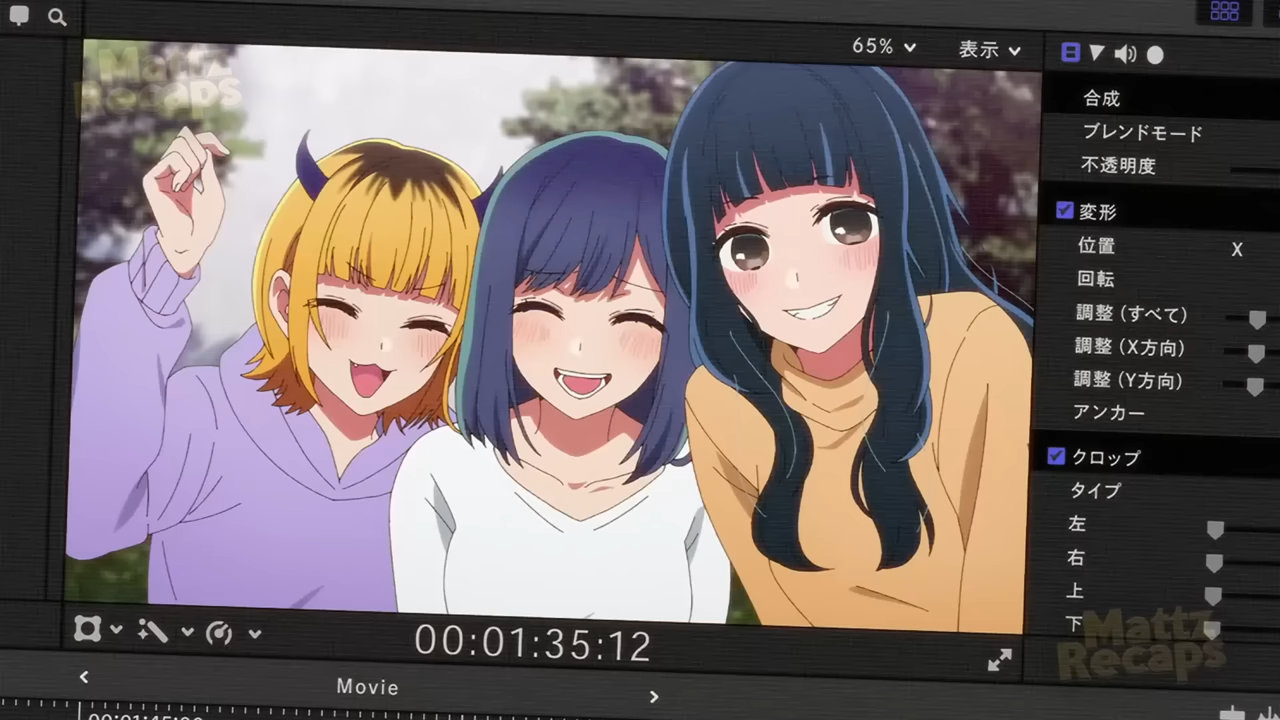 Mattz
Recaps
65%
表示
合成
ブレンドモード
不透明度
変形
位置
X
回転
調整 (すべて)
調整 (X方向)
調整 (Y方向)
アンカー
クロップ
タイプ
左
右
上
下
Mattz
Recaps
00:01:35:12
Movie